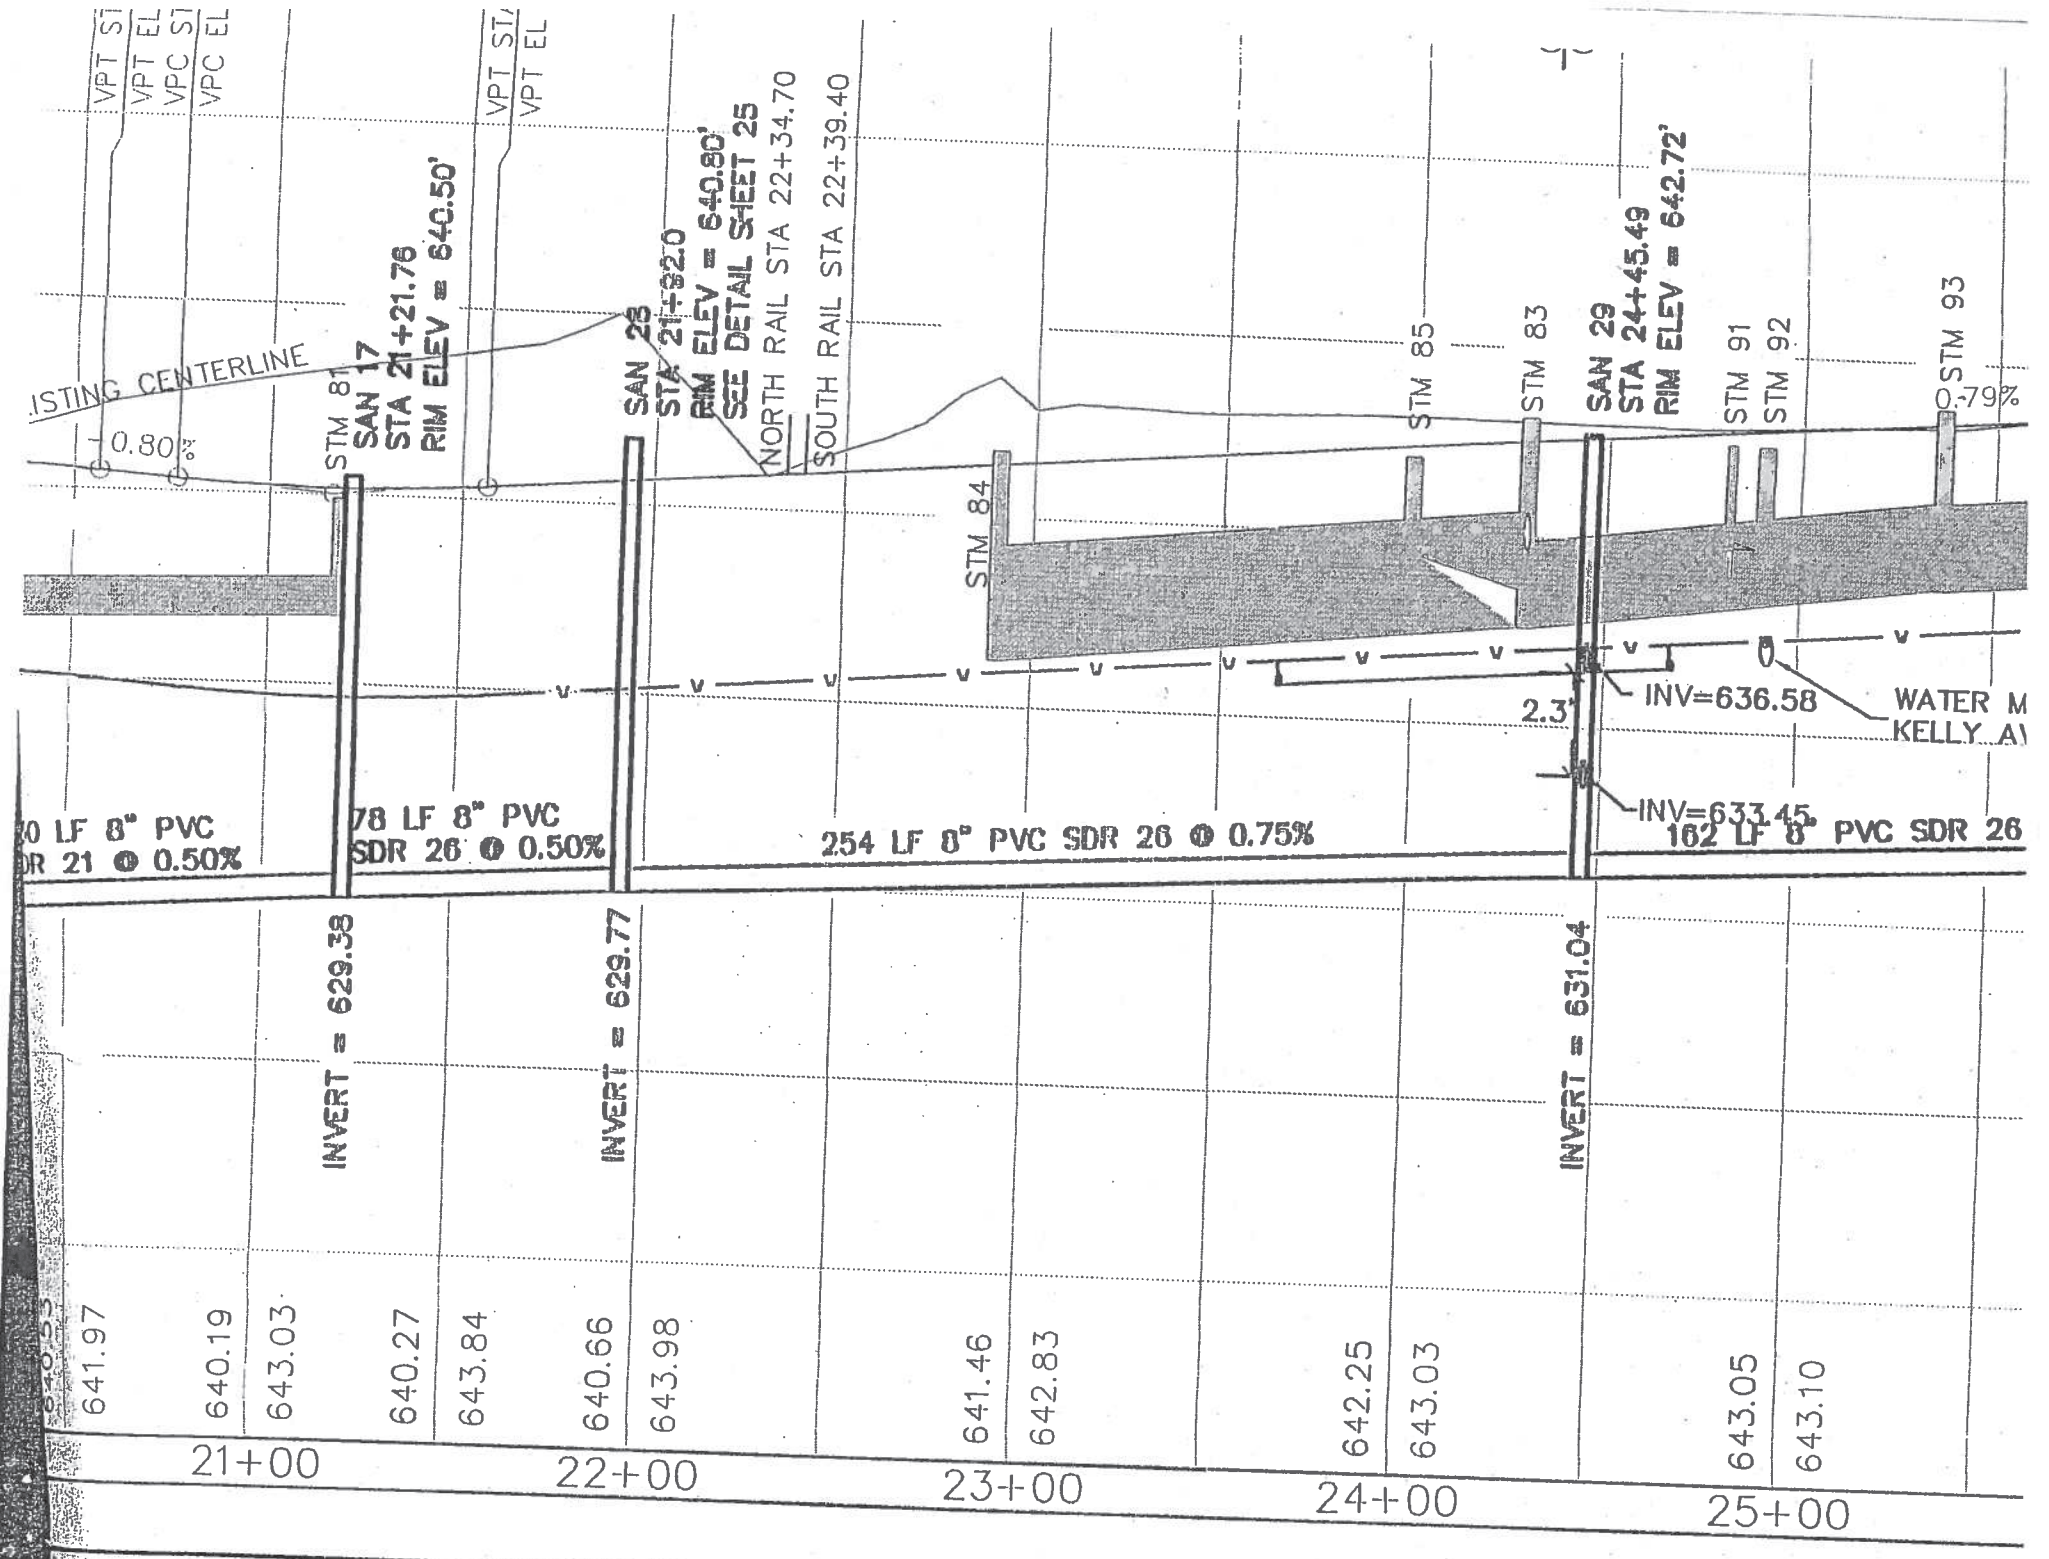 VPT
VPT EL
VPC
VPC EL
VPT STA
VPT EL
ISTING CENTERLINE
-0.80%
STM 81
SAN 17
STA 21+21.76
RIM ELEV = 640.50'
SAN 23
RIM ELEV = 640.80'
SEE DETAIL SHEET 25
NORTH RAIL STA 22+34.70
SOUTH RAIL STA 22+39.40
STM 84
STM 85
STM 83
SAN 29
STA 24+45.49
RIM ELEV = 642.72'
STM 91
STM 92
STM 93
0.79%
V V V V V V V V V V
2.3'
INV=636.58
WATER M
KELLY AV
INV=633.45
0 LF 8" PVC
DR 21 @ 0.50%
78 LF 8" PVC
SDR 26 @ 0.50%
254 LF 8" PVC SDR 26 @ 0.75%
162 LF 8" PVC SDR 26
INVERT = 629.38
INVERT = 629.77
INVERT = 631.04
641.97
640.19
643.03
640.27
643.84
640.66
643.98
641.46
642.83
642.25
643.03
643.05
643.10
21+00
22+00
23+00
24+00
25+00